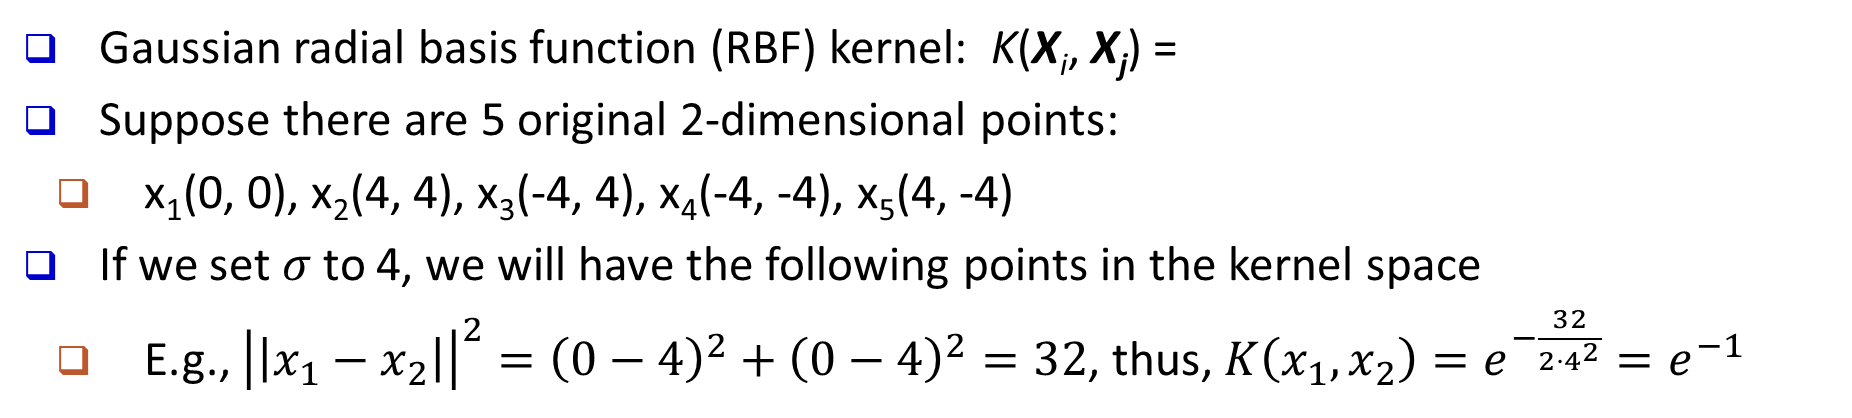 ❑ Gaussian radial basis function (RBF) kernel: K(Xᵢ, Xⱼ) =
❑ Suppose there are 5 original 2-dimensional points:
❑ x₁(0, 0), x₂(4, 4), x₃(-4, 4), x₄(-4, -4), x₅(4, -4)
❑ If we set σ to 4, we will have the following points in the kernel space
❑ E.g., ||x₁ − x₂||² = (0 − 4)² + (0 − 4)² = 32, thus, K(x₁, x₂) = e^{−\frac{32}{2·4²}} = e⁻¹